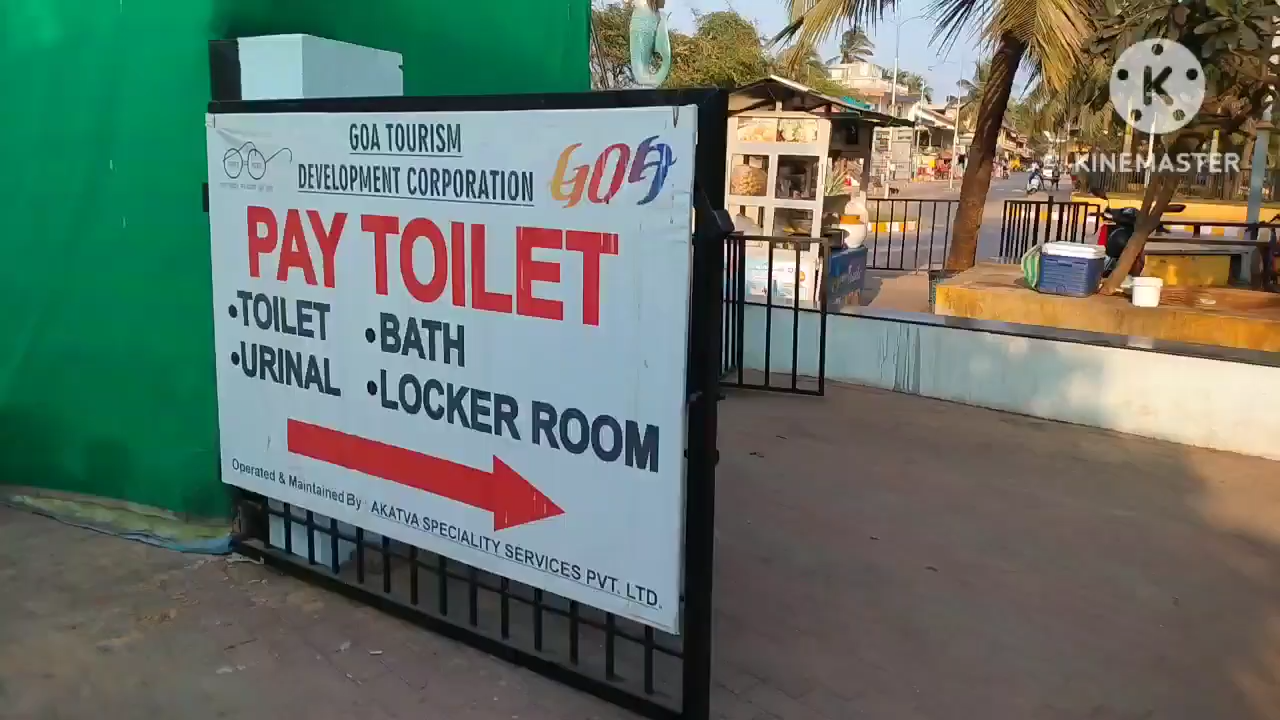 GOA TOURISM
DEVELOPMENT CORPORATION
GOA
PAY TOILET
•TOILET
•URINAL
•BATH
•LOCKER ROOM
Operated & Maintained By : AKATVA SPECIALITY SERVICES PVT. LTD.
K
KINEMASTER